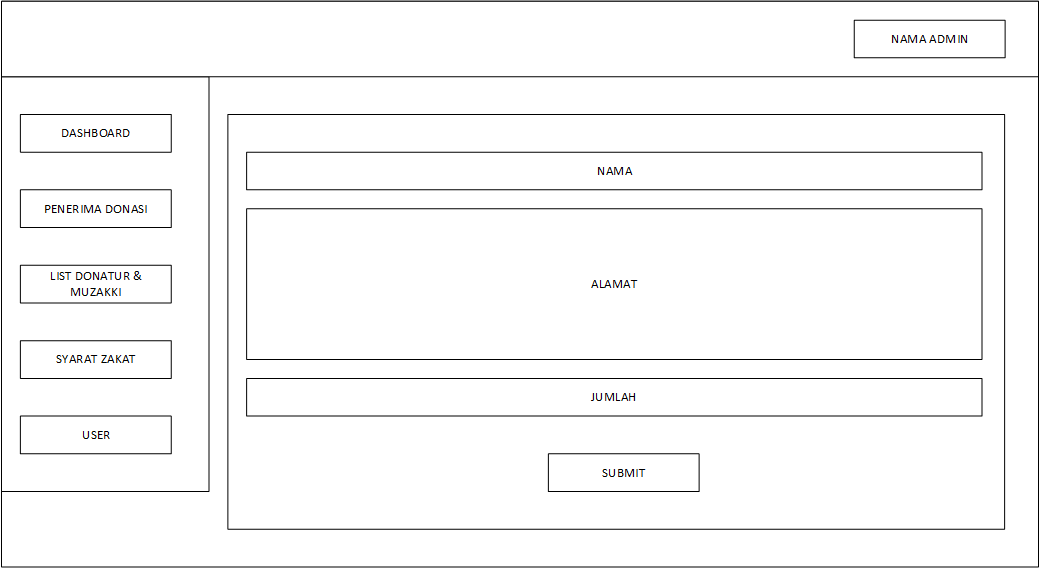 NAMA ADMIN
DASHBOARD
PENERIMA DONASI
LIST DONATUR &
MUZAKKI
SYARAT ZAKAT
USER
NAMA
ALAMAT
JUMLAH
SUBMIT